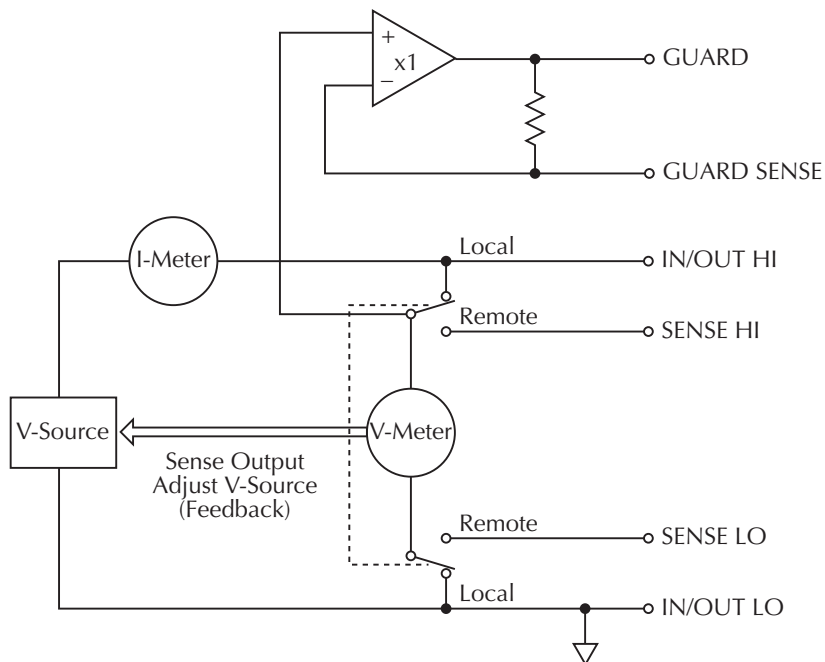 +
x1
−
GUARD
GUARD SENSE
I-Meter
Local
IN/OUT HI
Remote
SENSE HI
V-Source
V-Meter
Sense Output
Adjust V-Source
(Feedback)
Remote
SENSE LO
Local
IN/OUT LO